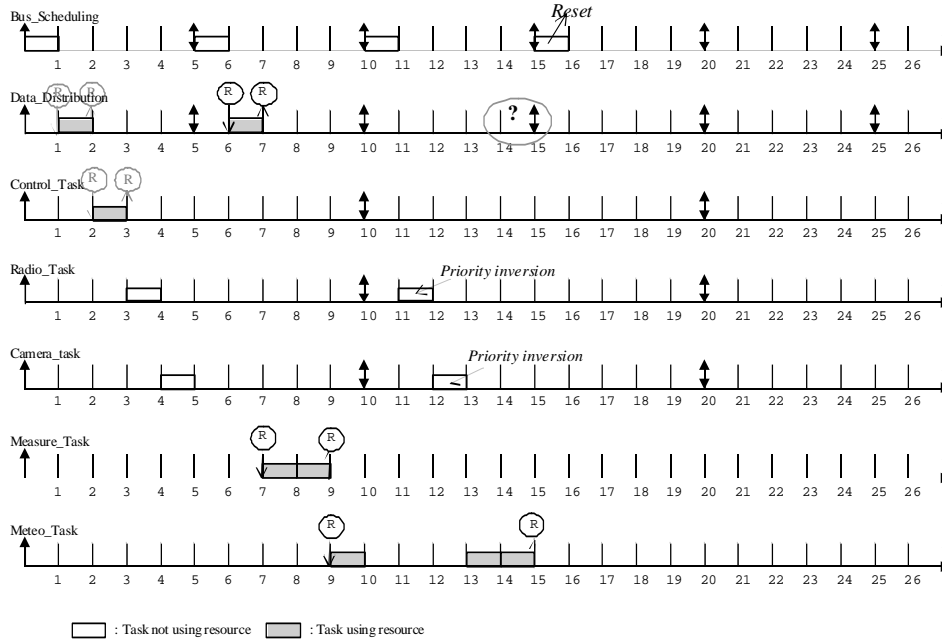 Bus_Scheduling
Reset
1 2 3 4 5 6 7 8 9 10 11 12 13 14 15 16 17 18 19 20 21 22 23 24 25 26
Data_Distribution
R R R R
?
1 2 3 4 5 6 7 8 9 10 11 12 13 14 15 16 17 18 19 20 21 22 23 24 25 26
Control_Task
R R
1 2 3 4 5 6 7 8 9 10 11 12 13 14 15 16 17 18 19 20 21 22 23 24 25 26
Radio_Task
Priority inversion
1 2 3 4 5 6 7 8 9 10 11 12 13 14 15 16 17 18 19 20 21 22 23 24 25 26
Camera_task
Priority inversion
1 2 3 4 5 6 7 8 9 10 11 12 13 14 15 16 17 18 19 20 21 22 23 24 25 26
Measure_Task
R R
1 2 3 4 5 6 7 8 9 10 11 12 13 14 15 16 17 18 19 20 21 22 23 24 25 26
Meteo_Task
R R
1 2 3 4 5 6 7 8 9 10 11 12 13 14 15 16 17 18 19 20 21 22 23 24 25 26
: Task not using resource : Task using resource